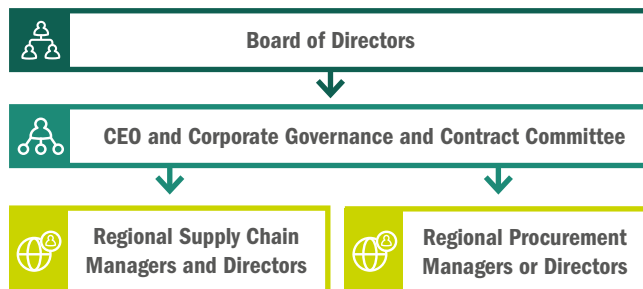 Board of Directors
CEO and Corporate Governance and Contract Committee
Regional Supply Chain
Managers and Directors
Regional Procurement
Managers or Directors